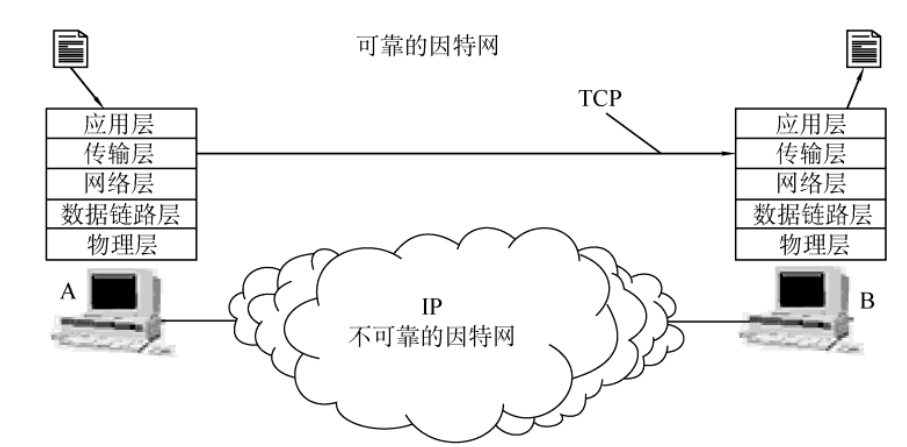 可靠的因特网
TCP
应用层
传输层
网络层
数据链路层
物理层
应用层
传输层
网络层
数据链路层
物理层
A
IP
不可靠的因特网
B